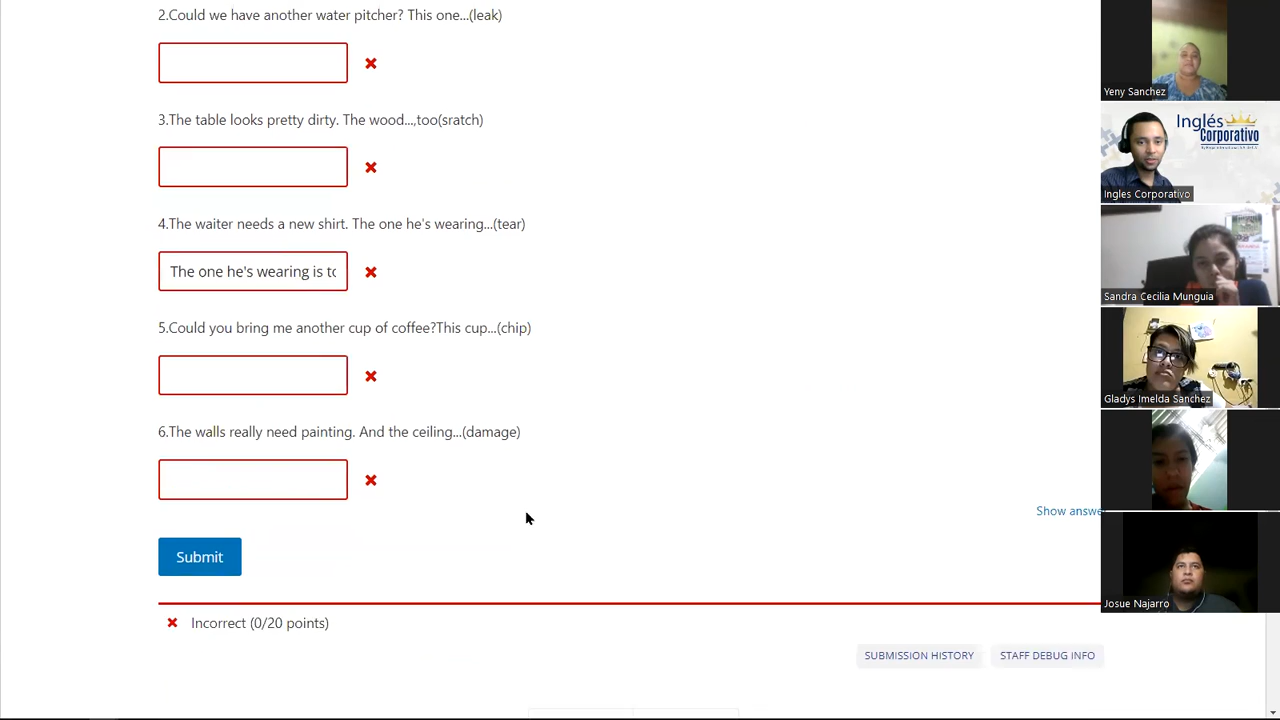 2.Could we have another water pitcher? This one...(leak)
3.The table looks pretty dirty. The wood...,too(sratch)
4.The waiter needs a new shirt. The one he's wearing...(tear)
The one he's wearing is to
5.Could you bring me another cup of coffee?This cup...(chip)
6.The walls really need painting. And the ceiling...(damage)
Show answe
Submit
Incorrect (0/20 points)
SUBMISSION HISTORY
STAFF DEBUG INFO
Yeny Sanchez
Inglés
Corporativo
Ingles Corporativo
Sandra Cecilia Munguia
Gladys Imelda Sanchez
Josue Najarro